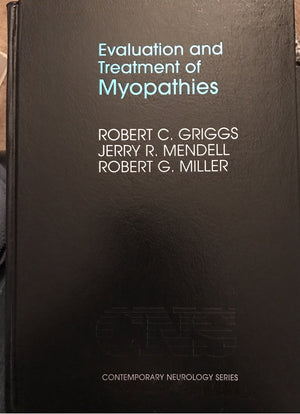 Evaluation and
Treatment of
Myopathies
ROBERT C. GRIGGS
JERRY R. MENDELL
ROBERT G. MILLER
CNS
CONTEMPORARY NEUROLOGY SERIES